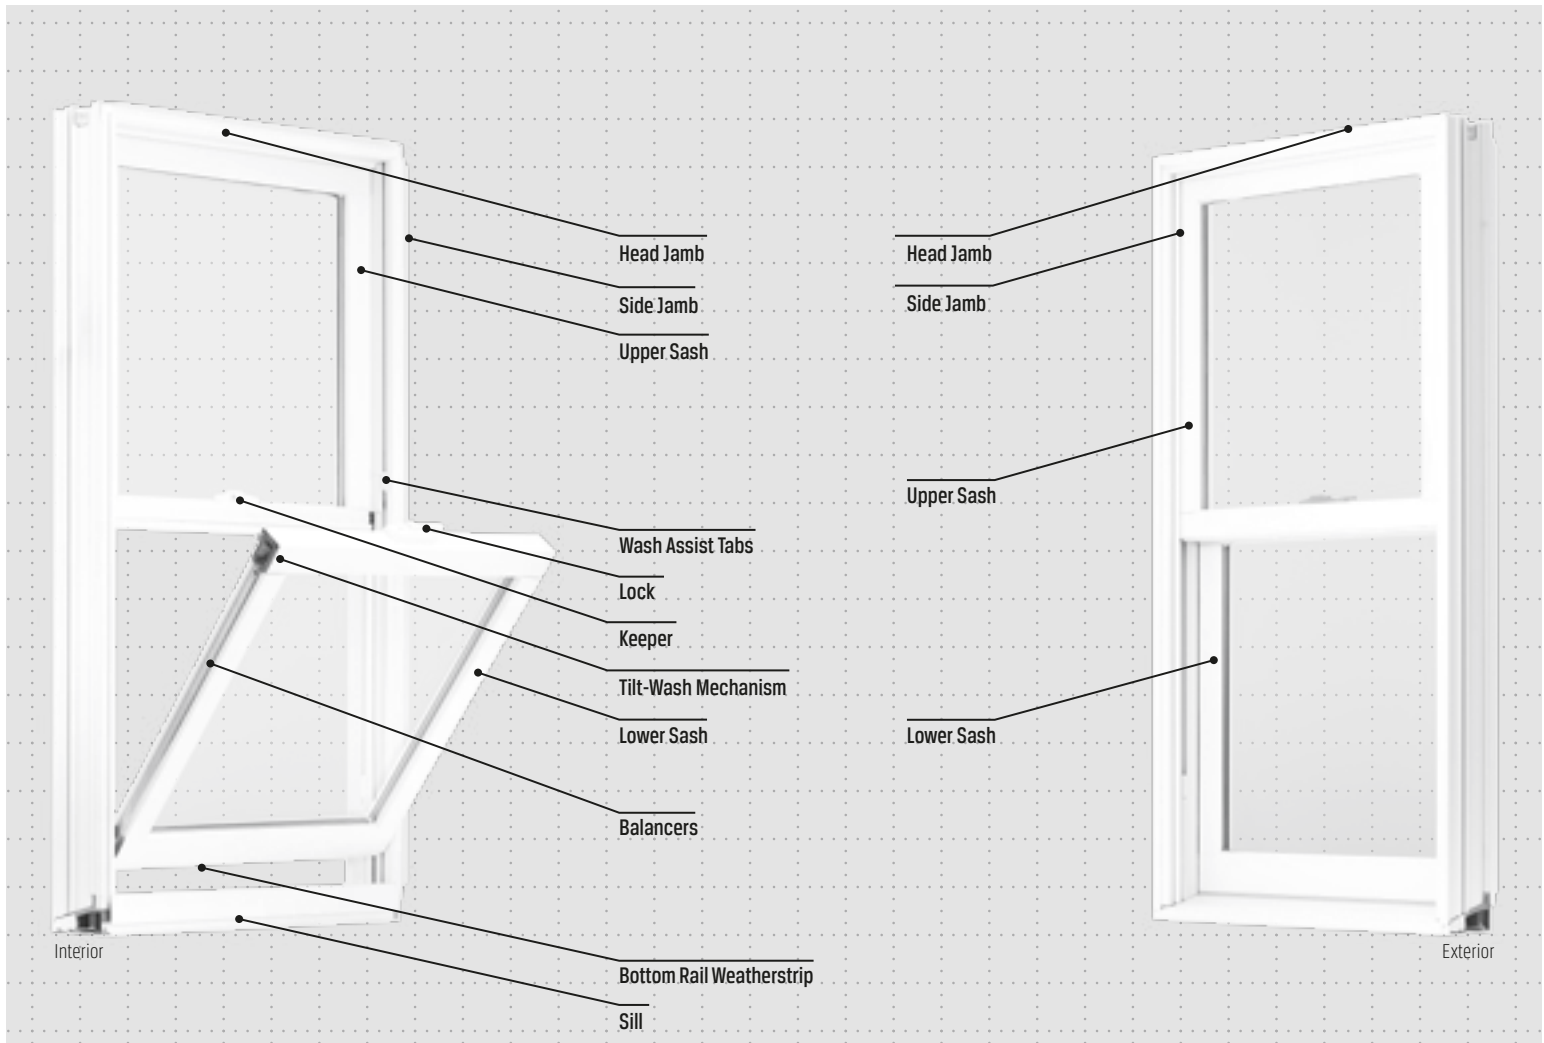 Head Jamb
Side Jamb
Upper Sash
Wash Assist Tabs
Lock
Keeper
Tilt-Wash Mechanism
Lower Sash
Balancers
Bottom Rail Weatherstrip
Sill
Interior
Head Jamb
Side Jamb
Upper Sash
Lower Sash
Exterior